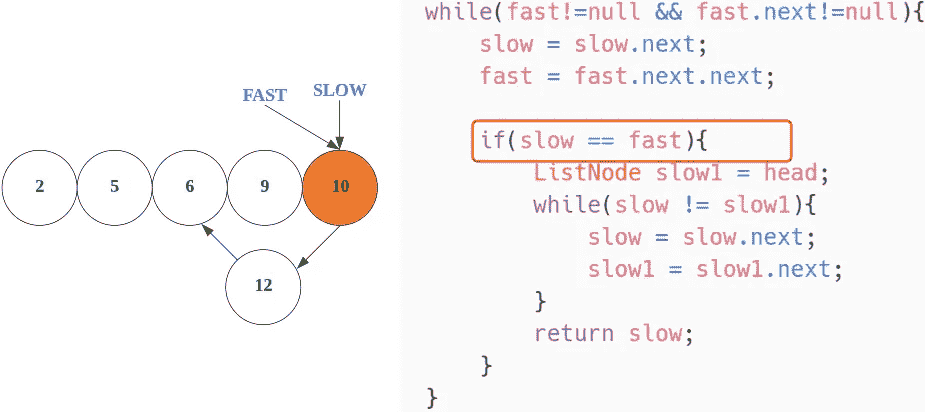 FAST
SLOW
2
5
6
9
10
12
while(fast!=null && fast.next!=null){
slow = slow.next;
fast = fast.next.next;
if(slow == fast){
ListNode slow1 = head;
while(slow != slow1){
slow = slow.next;
slow1 = slow1.next;
}
return slow;
}
}